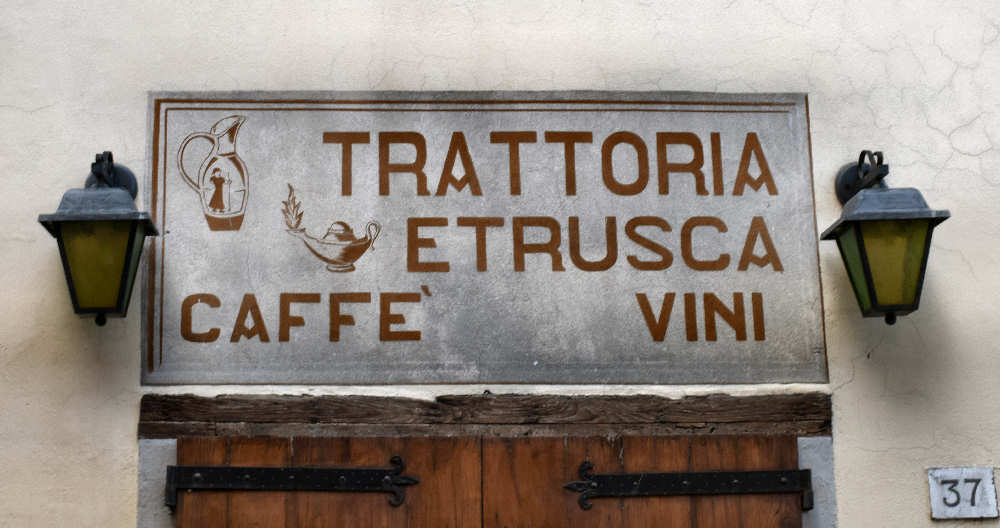 TRATTORIA
ETRUSCA
CAFFE` VINI
37